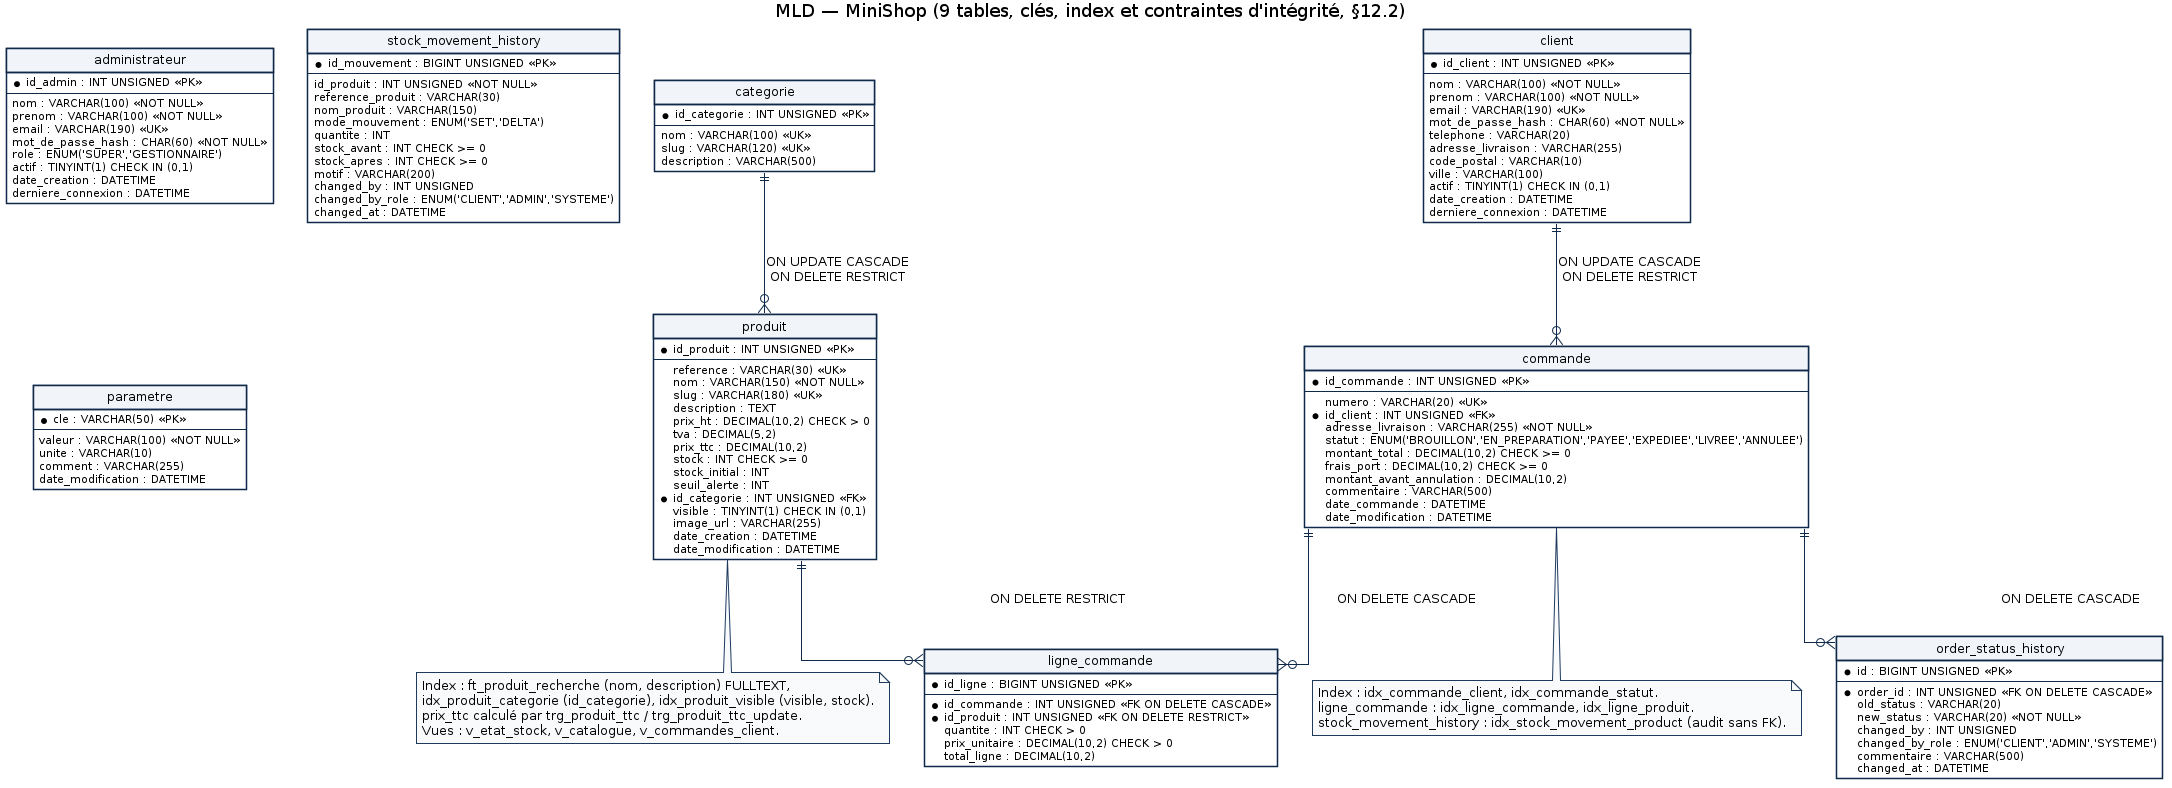 MLD — MiniShop (9 tables, clés, index et contraintes d'intégrité, §12.2)
administrateur
id_admin : INT UNSIGNED «PK»
nom : VARCHAR(100) «NOT NULL»
prenom : VARCHAR(100) «NOT NULL»
email : VARCHAR(190) «UK»
mot_de_passe_hash : CHAR(60) «NOT NULL»
role : ENUM('SUPER','GESTIONNAIRE')
actif : TINYINT(1) CHECK IN (0,1)
date_creation : DATETIME
derniere_connexion : DATETIME
stock_movement_history
id_mouvement : BIGINT UNSIGNED «PK»
id_produit : INT UNSIGNED «NOT NULL»
reference_produit : VARCHAR(30)
nom_produit : VARCHAR(150)
mode_mouvement : ENUM('SET','DELTA')
quantite : INT
stock_avant : INT CHECK >= 0
stock_apres : INT CHECK >= 0
motif : VARCHAR(200)
changed_by : INT UNSIGNED
changed_by_role : ENUM('CLIENT','ADMIN','SYSTEME')
changed_at : DATETIME
categorie
id_categorie : INT UNSIGNED «PK»
nom : VARCHAR(100) «UK»
slug : VARCHAR(120) «UK»
description : VARCHAR(500)
client
id_client : INT UNSIGNED «PK»
nom : VARCHAR(100) «NOT NULL»
prenom : VARCHAR(100) «NOT NULL»
email : VARCHAR(190) «UK»
mot_de_passe_hash : CHAR(60) «NOT NULL»
telephone : VARCHAR(20)
adresse_livraison : VARCHAR(255)
code_postal : VARCHAR(10)
ville : VARCHAR(100)
actif : TINYINT(1) CHECK IN (0,1)
date_creation : DATETIME
derniere_connexion : DATETIME
ON UPDATE CASCADE
ON DELETE RESTRICT
ON UPDATE CASCADE
ON DELETE RESTRICT
parametre
cle : VARCHAR(50) «PK»
valeur : VARCHAR(100) «NOT NULL»
unite : VARCHAR(10)
comment : VARCHAR(255)
date_modification : DATETIME
produit
id_produit : INT UNSIGNED «PK»
reference : VARCHAR(30) «UK»
nom : VARCHAR(150) «NOT NULL»
slug : VARCHAR(180) «UK»
description : TEXT
prix_ht : DECIMAL(10,2) CHECK > 0
tva : DECIMAL(5,2)
prix_ttc : DECIMAL(10,2)
stock : INT CHECK >= 0
stock_initial : INT
seuil_alerte : INT
id_categorie : INT UNSIGNED «FK»
visible : TINYINT(1) CHECK IN (0,1)
image_url : VARCHAR(255)
date_creation : DATETIME
date_modification : DATETIME
commande
id_commande : INT UNSIGNED «PK»
numero : VARCHAR(20) «UK»
id_client : INT UNSIGNED «FK»
adresse_livraison : VARCHAR(255) «NOT NULL»
statut : ENUM('BROUILLON','EN_PREPARATION','PAYEE','EXPEDIEE','LIVREE','ANNULEE')
montant_total : DECIMAL(10,2) CHECK >= 0
frais_port : DECIMAL(10,2) CHECK >= 0
montant_avant_annulation : DECIMAL(10,2)
commentaire : VARCHAR(500)
date_commande : DATETIME
date_modification : DATETIME
ON DELETE RESTRICT
ON DELETE CASCADE
ON DELETE CASCADE
Index : ft_produit_recherche (nom, description) FULLTEXT,
idx_produit_categorie (id_categorie), idx_produit_visible (visible, stock).
prix_ttc calculé par trg_produit_ttc / trg_produit_ttc_update.
Vues : v_etat_stock, v_catalogue, v_commandes_client.
ligne_commande
id_ligne : BIGINT UNSIGNED «PK»
id_commande : INT UNSIGNED «FK ON DELETE CASCADE»
id_produit : INT UNSIGNED «FK ON DELETE RESTRICT»
quantite : INT CHECK > 0
prix_unitaire : DECIMAL(10,2) CHECK > 0
total_ligne : DECIMAL(10,2)
Index : idx_commande_client, idx_commande_statut.
ligne_commande : idx_ligne_commande, idx_ligne_produit.
stock_movement_history : idx_stock_movement_product (audit sans FK).
order_status_history
id : BIGINT UNSIGNED «PK»
order_id : INT UNSIGNED «FK ON DELETE CASCADE»
old_status : VARCHAR(20)
new_status : VARCHAR(20) «NOT NULL»
changed_by : INT UNSIGNED
changed_by_role : ENUM('CLIENT','ADMIN','SYSTEME')
commentaire : VARCHAR(500)
changed_at : DATETIME